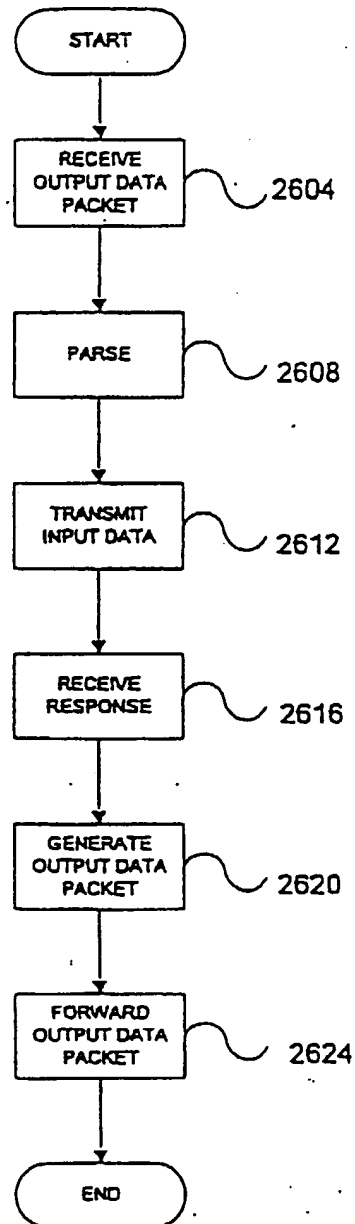 START
RECEIVE
OUTPUT DATA
PACKET
2604
PARSE
2608
TRANSMIT
INPUT DATA
2612
RECEIVE
RESPONSE
2616
GENERATE
OUTPUT DATA
PACKET
2620
FORWARD
OUTPUT DATA
PACKET
2624
END